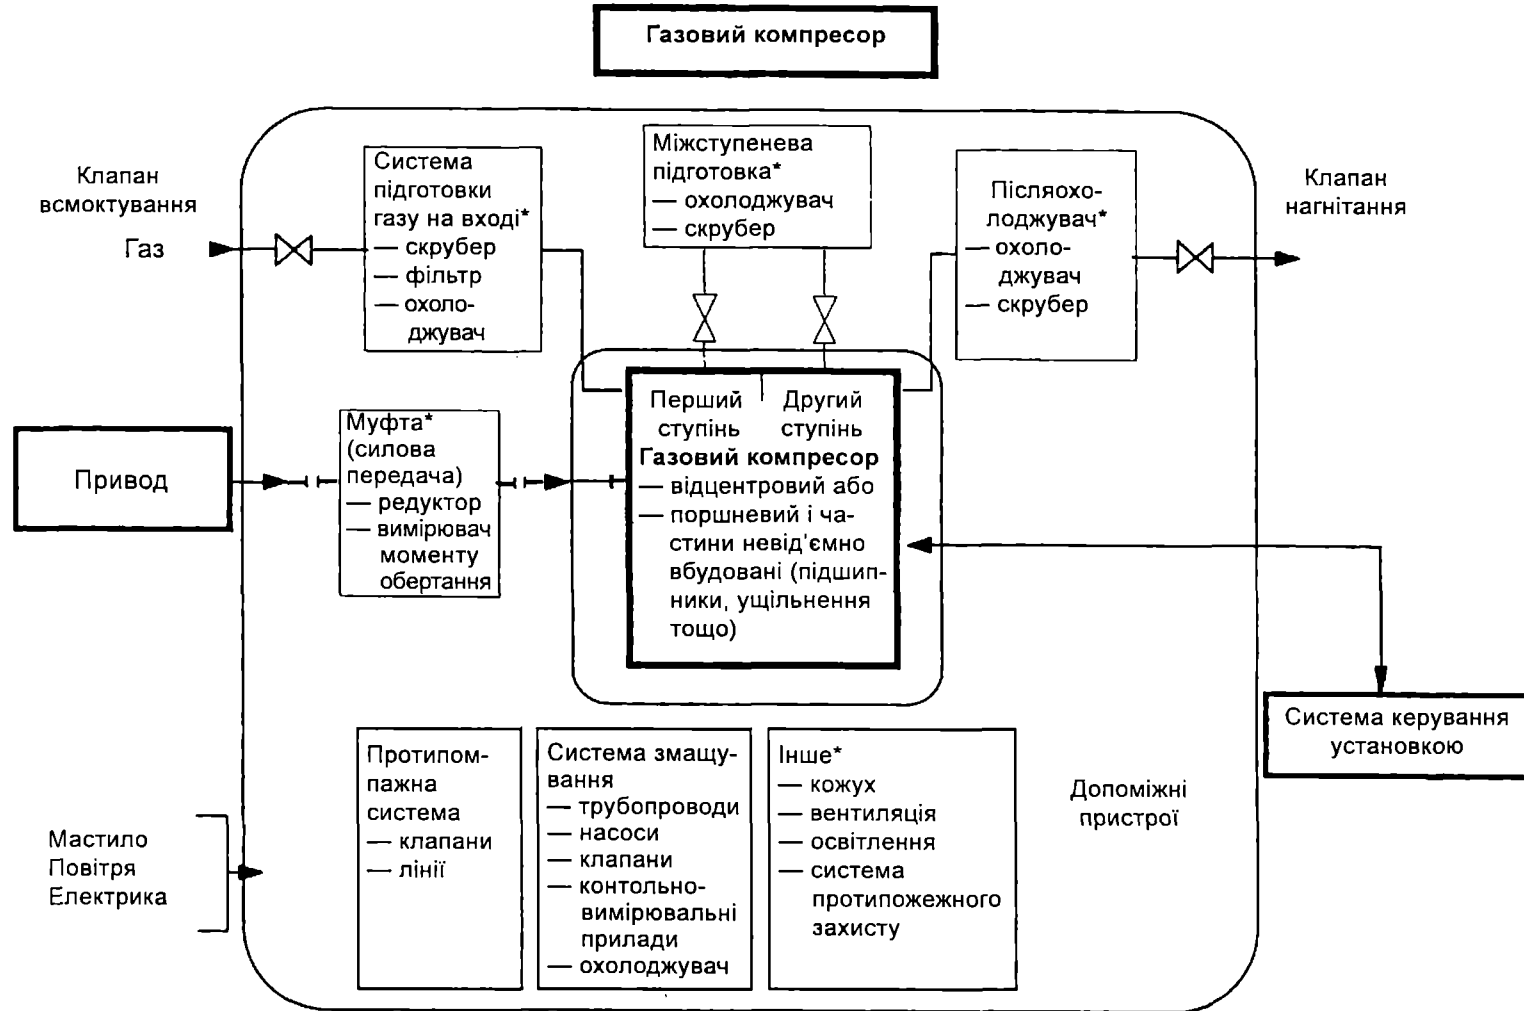 Газовий компресор
Клапан
всмоктування
Газ
Система
підготовки
газу на вході*
— скрубер
— фільтр
— охоло-
джувач
Міжступенева
підготовка*
— охолоджувач
— скрубер
Післяохо-
лоджувач*
— охоло-
джувач
— скрубер
Клапан
нагнітання
Привод
Муфта*
(силова
передача)
— редуктор
— вимірювач
моменту
обертання
Перший
ступінь
Другий
ступінь
Газовий компресор
— відцентровий або
— поршневий і ча-
стини невід'ємно
вбудовані (підшип-
ники, ущільнення
тощо)
Система керування
установкою
Мастило
Повітря
Електрика
Протипом-
пажна
система
— клапани
— лінії
Система змащу-
вання
— трубопроводи
— насоси
— клапани
— контольно-
вимірювальні
прилади
— охолоджувач
Інше*
— кожух
— вентиляція
— освітлення
— система
протипожежного
захисту
Допоміжні
пристрої